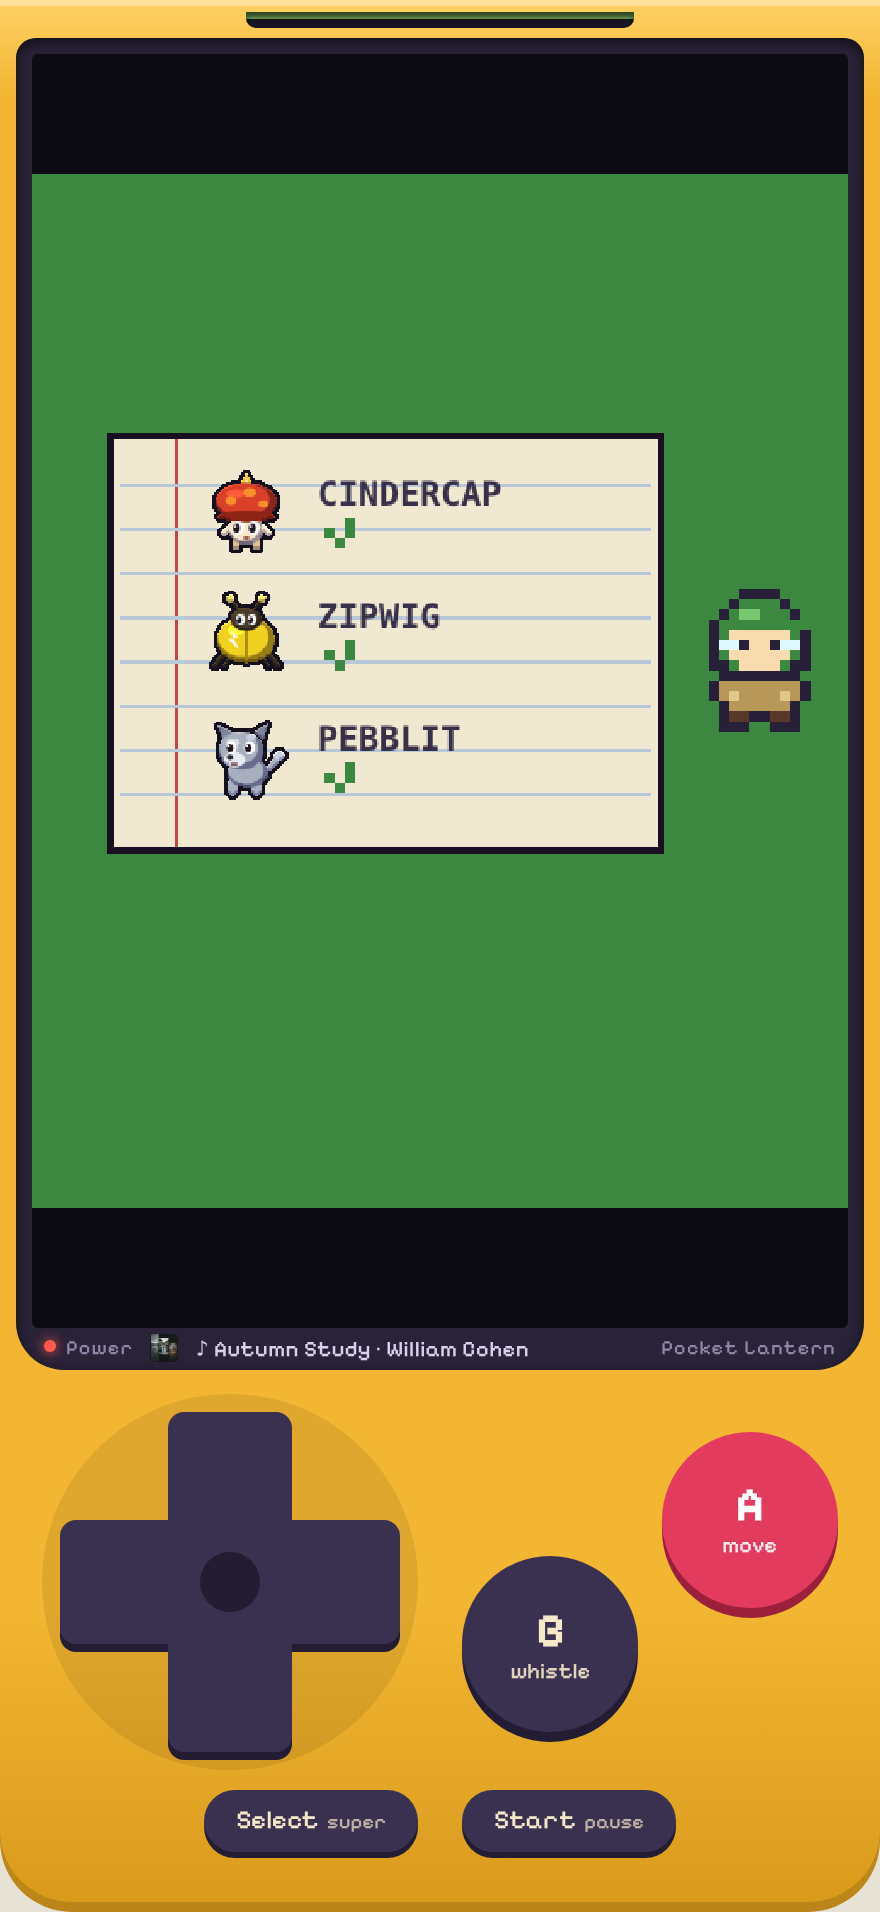 CINDERCAP
ZIPWIG
PEBBLIT
Power ♪ Autumn Study · William Cohen Pocket Lantern
A
move
B
whistle
Select super Start pause